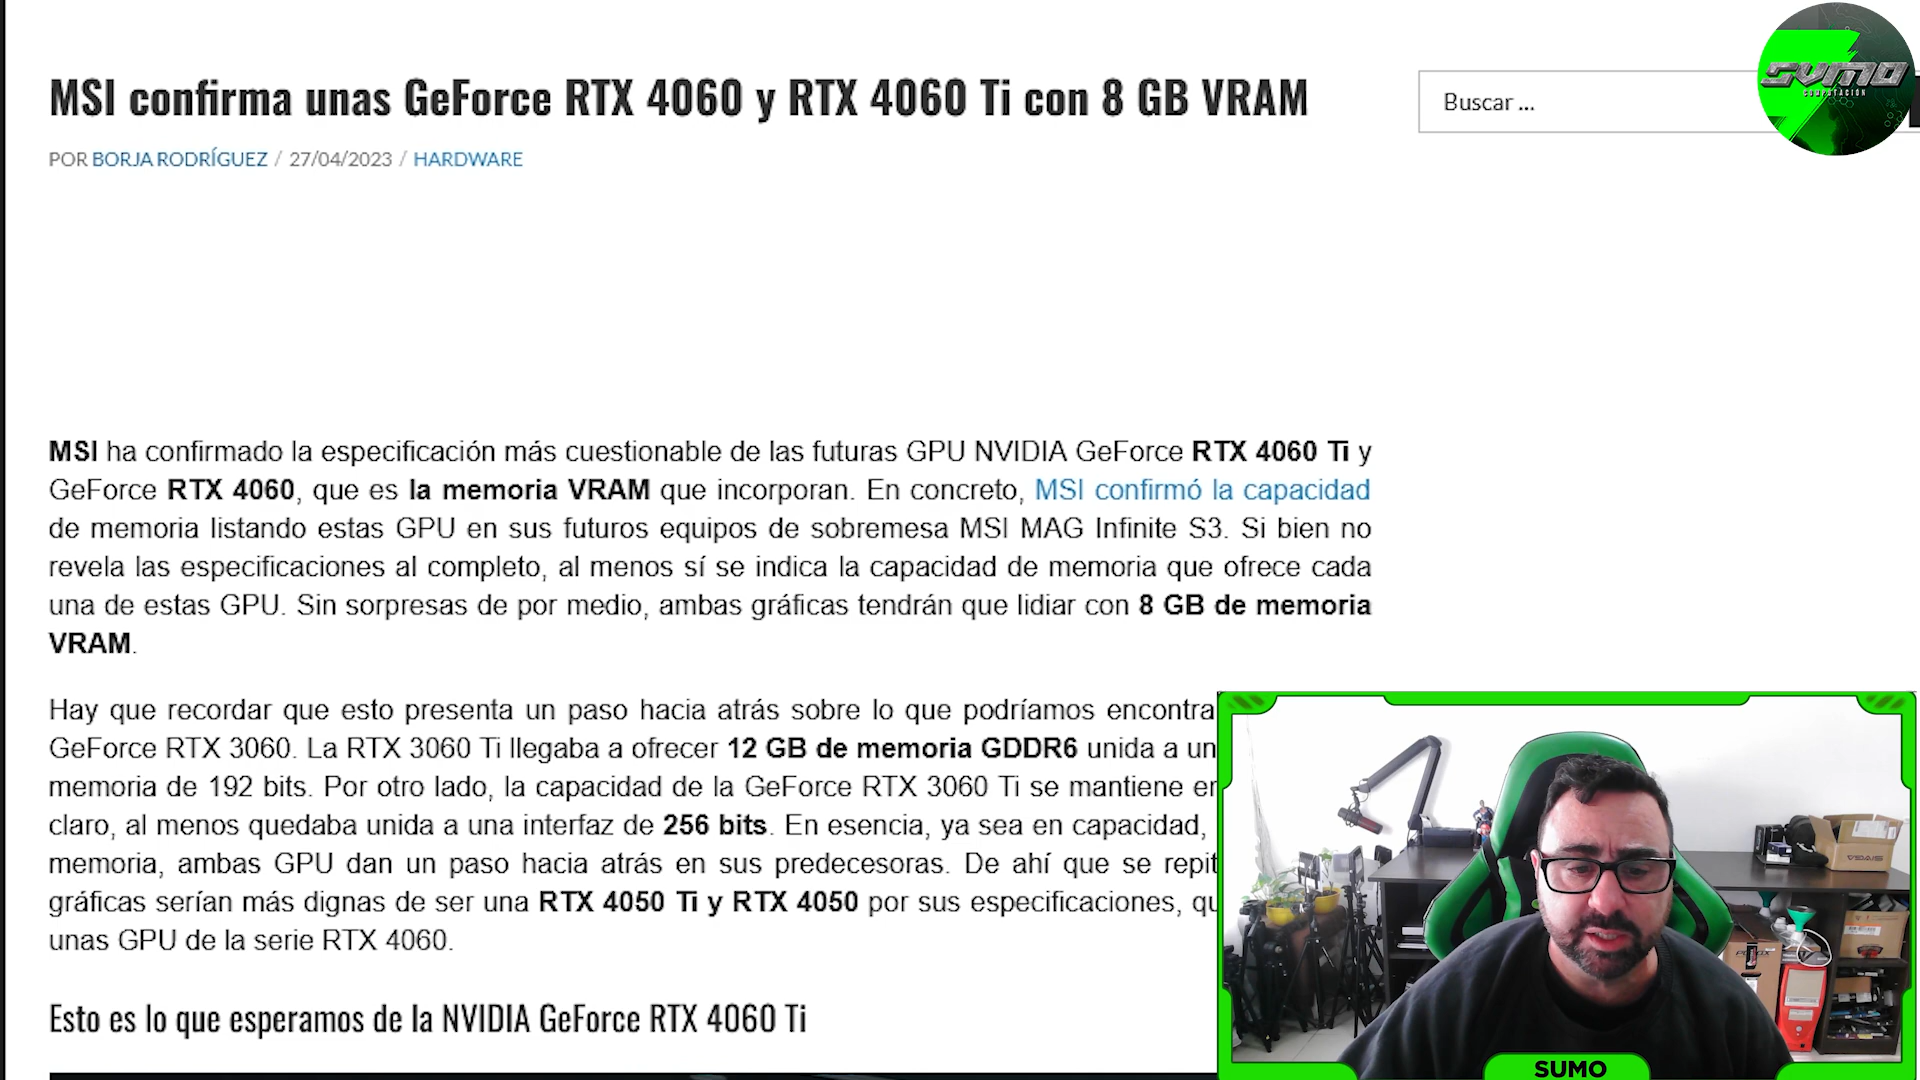 MSI confirma unas GeForce RTX 4060 y RTX 4060 Ti con 8 GB VRAM
POR BORJA RODRÍGUEZ / 27/04/2023 / HARDWARE
Buscar ...
SUMO
COMPUTACIÓN
MSI ha confirmado la especificación más cuestionable de las futuras GPU NVIDIA GeForce RTX 4060 Ti y
GeForce RTX 4060, que es la memoria VRAM que incorporan. En concreto, MSI confirmó la capacidad
de memoria listando estas GPU en sus futuros equipos de sobremesa MSI MAG Infinite S3. Si bien no
revela las especificaciones al completo, al menos sí se indica la capacidad de memoria que ofrece cada
una de estas GPU. Sin sorpresas de por medio, ambas gráficas tendrán que lidiar con 8 GB de memoria
VRAM.
Hay que recordar que esto presenta un paso hacia atrás sobre lo que podríamos encontra
GeForce RTX 3060. La RTX 3060 Ti llegaba a ofrecer 12 GB de memoria GDDR6 unida a un
memoria de 192 bits. Por otro lado, la capacidad de la GeForce RTX 3060 Ti se mantiene en
claro, al menos quedaba unida a una interfaz de 256 bits. En esencia, ya sea en capacidad,
memoria, ambas GPU dan un paso hacia atrás en sus predecesoras. De ahí que se repit
gráficas serían más dignas de ser una RTX 4050 Ti y RTX 4050 por sus especificaciones, qu
unas GPU de la serie RTX 4060.
Esto es lo que esperamos de la NVIDIA GeForce RTX 4060 Ti
SUMO